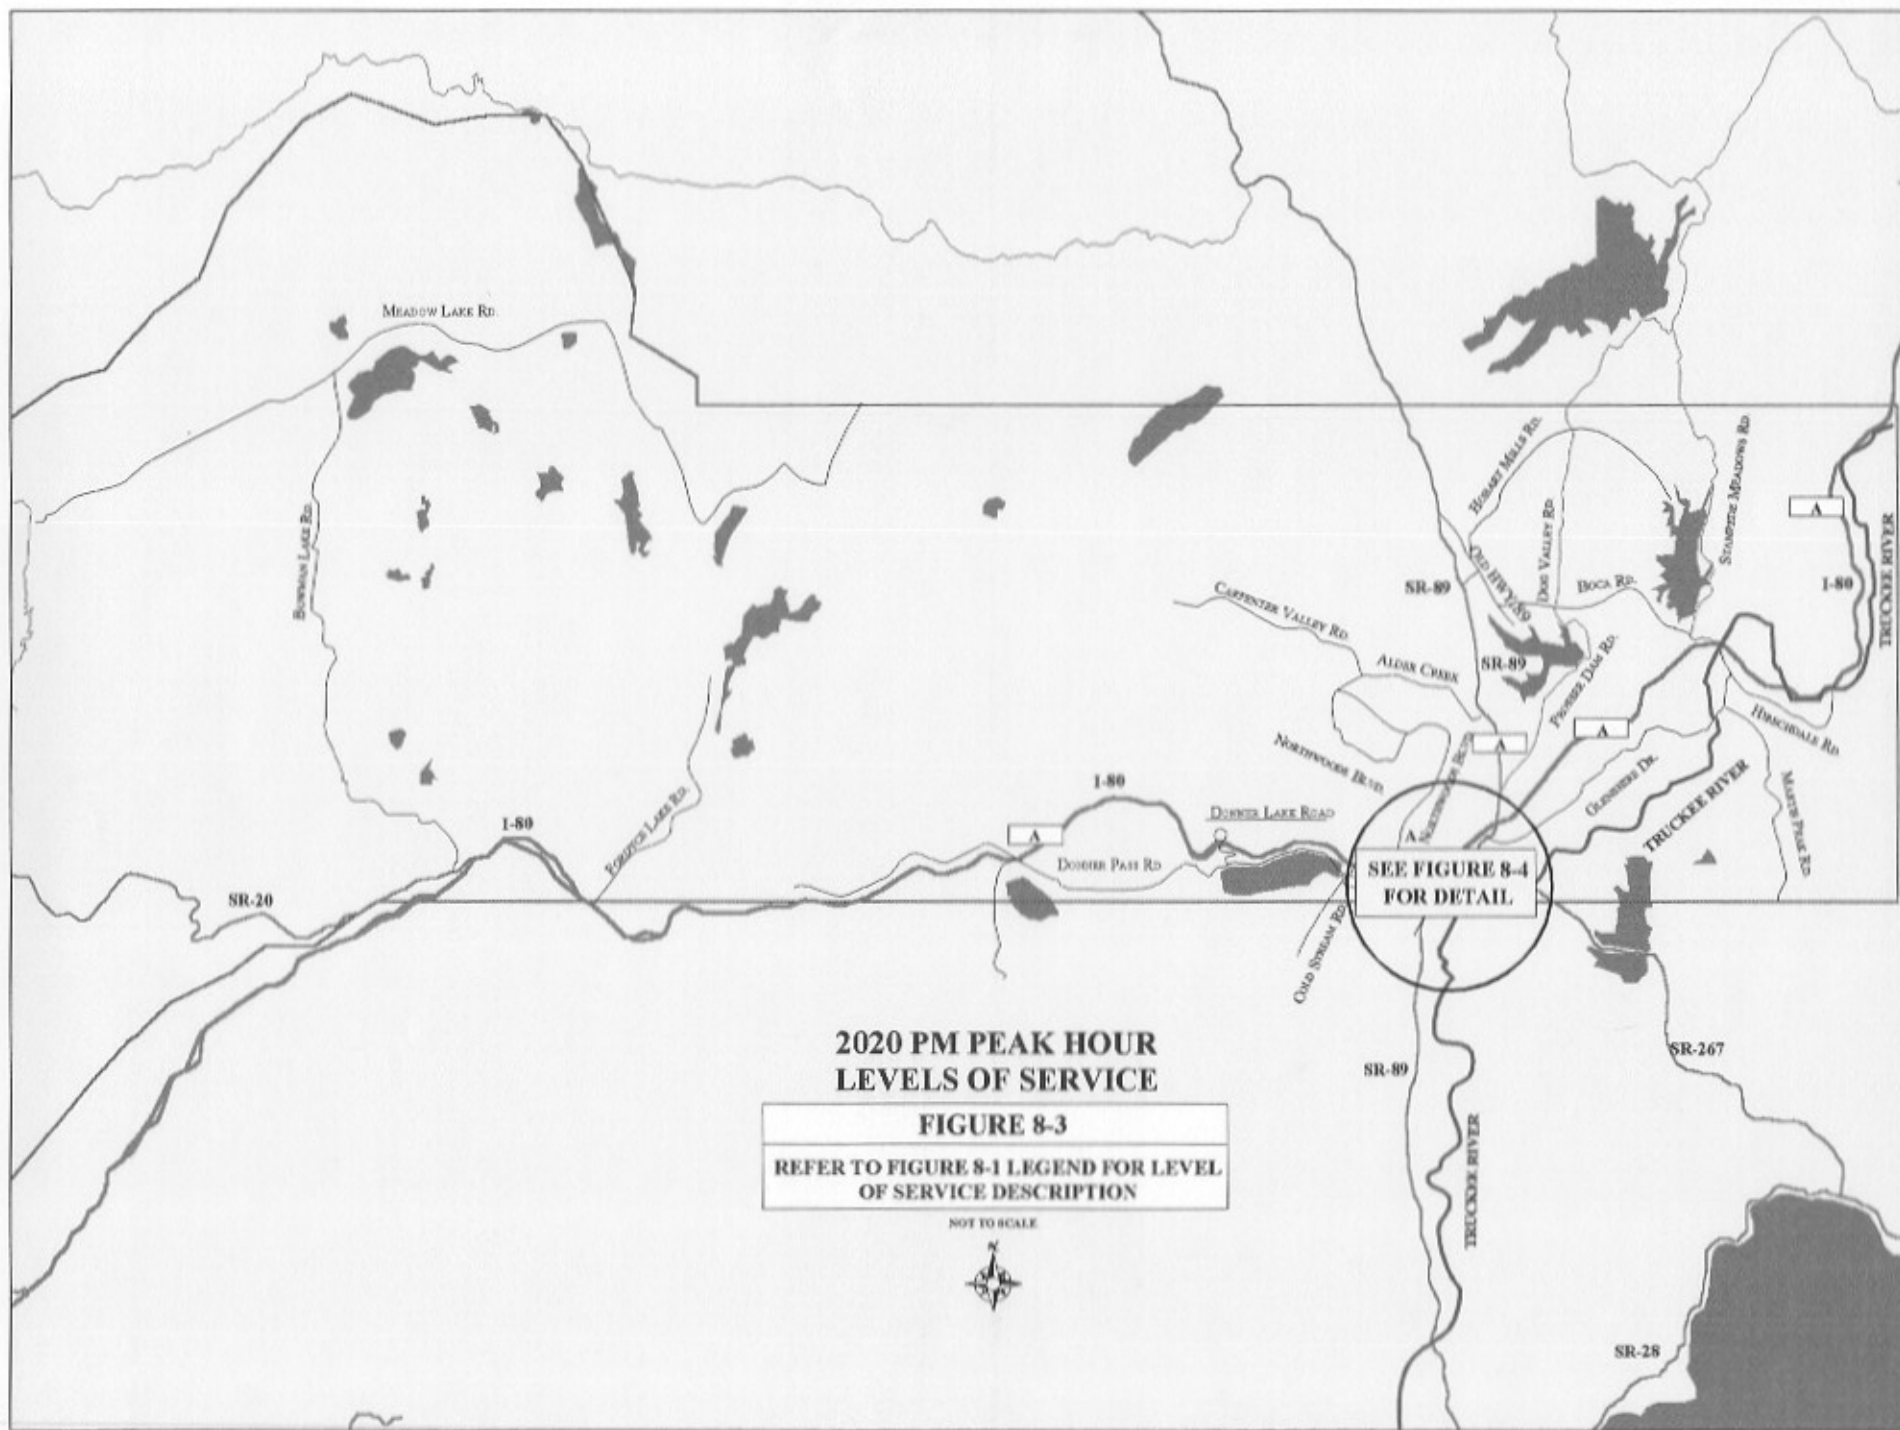 MEADOW LAKE RD.
BOWMAN LAKE RD.
HOBART MILLS RD.
STAMPEDE MEADOWS RD.
A
DOG VALLEY RD.
OLD HWY 89
BOCA RD.
I-80
TRUCKEE RIVER
SR-89
CARPENTER VALLEY RD.
ALDER CREEK
SR-89
PROSSER DAM RD.
HIRSCHDALE RD.
NORTHWOODS BLVD.
NORTHWOODS BLVD.
A
A
GLENSHIRE DR.
MARTIS PEAK RD.
TRUCKEE RIVER
I-80
I-80
FORDYCE LAKE RD.
A
DONNER LAKE ROAD
DONNER PASS RD
A
SEE FIGURE 8-4
FOR DETAIL
SR-20
COLD STREAM RD.
2020 PM PEAK HOUR
LEVELS OF SERVICE
FIGURE 8-3
REFER TO FIGURE 8-1 LEGEND FOR LEVEL
OF SERVICE DESCRIPTION
NOT TO SCALE
N
SR-89
SR-267
TRUCKEE RIVER
SR-28